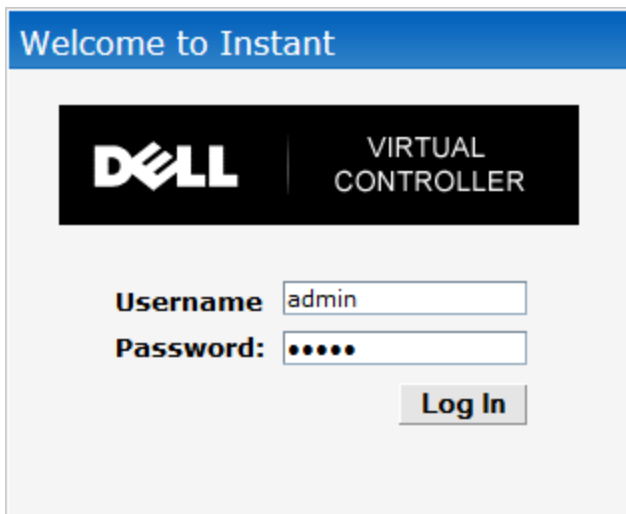 Welcome to Instant
DELL
VIRTUAL
CONTROLLER
Username admin
Password: •••••
Log In